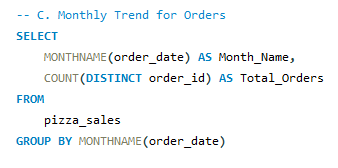 -- C. Monthly Trend for Orders
SELECT
MONTHNAME(order_date) AS Month_Name,
COUNT(DISTINCT order_id) AS Total_Orders
FROM
pizza_sales
GROUP BY MONTHNAME(order_date)